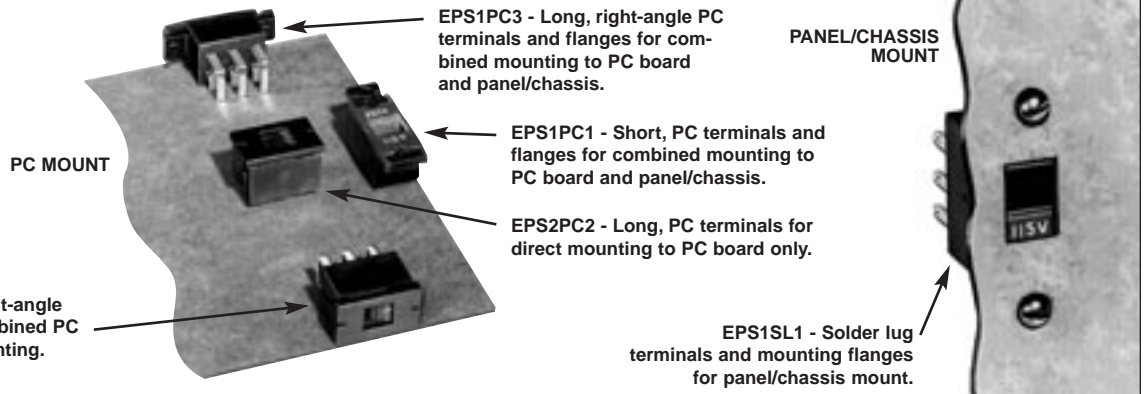 EPS1PC3 - Long, right-angle PC
terminals and flanges for com-
bined mounting to PC board
and panel/chassis.
PANEL/CHASSIS
MOUNT
EPS1PC1 - Short, PC terminals and
flanges for combined mounting to
PC board and panel/chassis.
PC MOUNT
EPS2PC2 - Long, PC terminals for
direct mounting to PC board only.
115V
t-angle
bined PC
nting.
EPS1SL1 - Solder lug
terminals and mounting flanges
for panel/chassis mount.